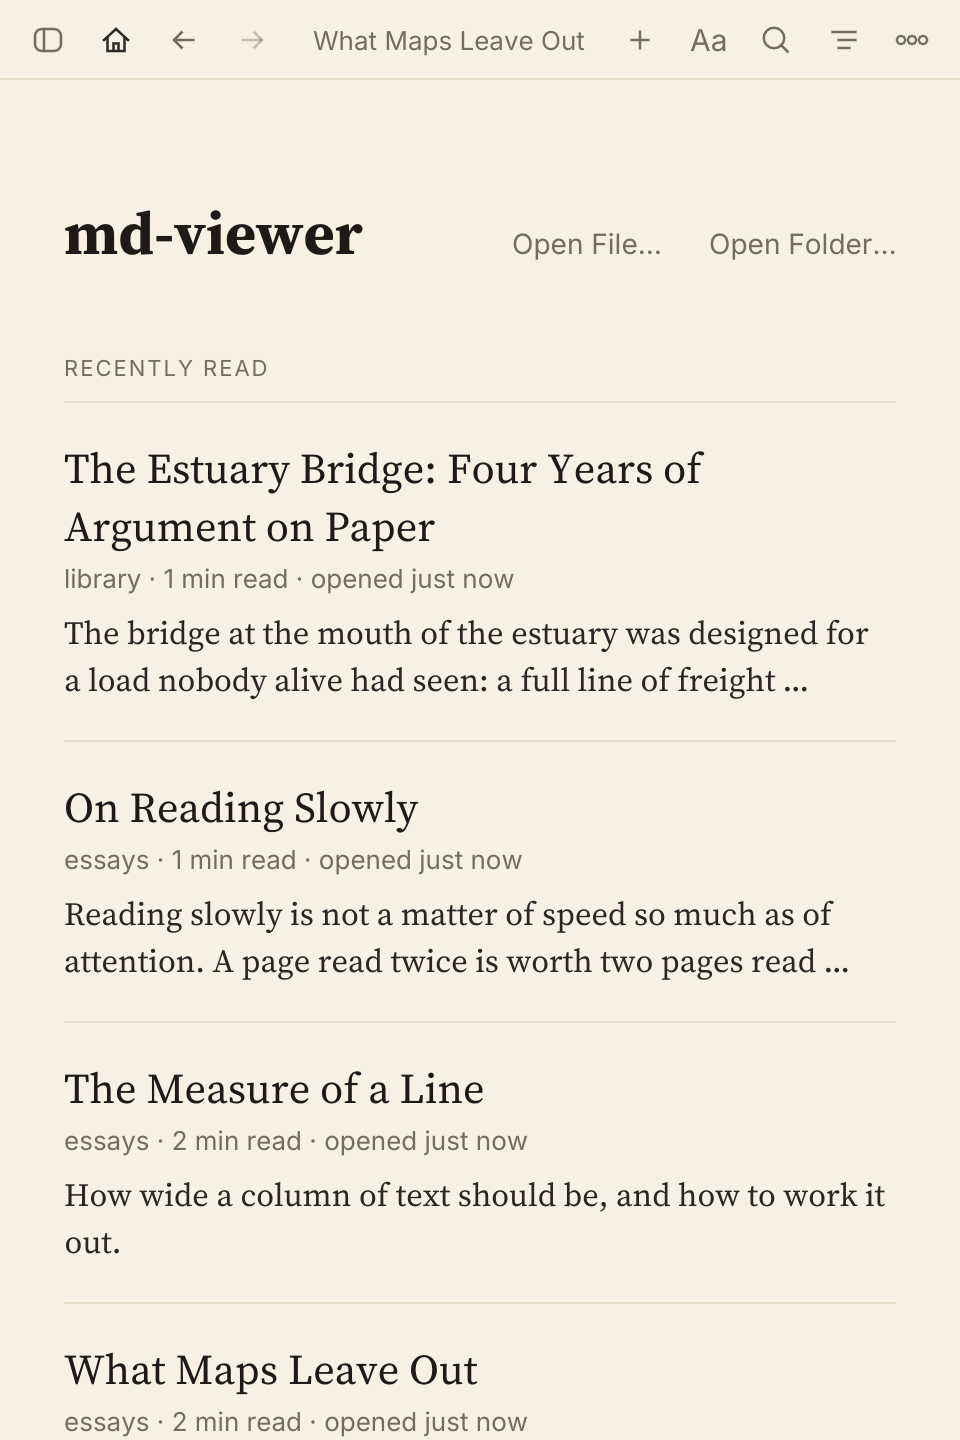 What Maps Leave Out
Aa
md-viewer
Open File...
Open Folder...
RECENTLY READ
The Estuary Bridge: Four Years of
Argument on Paper
library · 1 min read · opened just now
The bridge at the mouth of the estuary was designed for
a load nobody alive had seen: a full line of freight ...
On Reading Slowly
essays · 1 min read · opened just now
Reading slowly is not a matter of speed so much as of
attention. A page read twice is worth two pages read ...
The Measure of a Line
essays · 2 min read · opened just now
How wide a column of text should be, and how to work it
out.
What Maps Leave Out
essays · 2 min read · opened just now